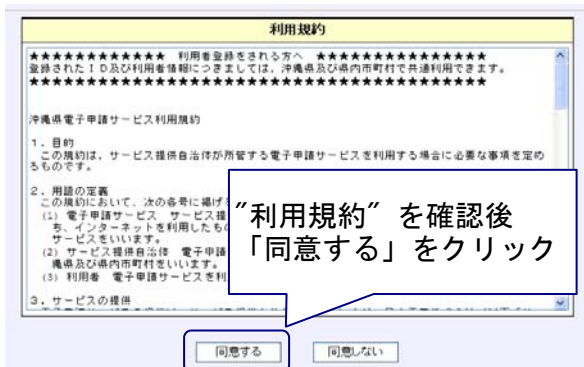 利用規約
★★★★★★★★★★★★ 利用者登録をされる方へ ★★★★★★★★★★★★★★★
登録されたＩＤ及び利用者情報につきましては、沖縄県及び県内市町村で共通利用できます。
★★★★★★★★★★★★★★★★★★★★★★★★★★★★★★★★★★★★★★★★
沖縄県電子申請サービス利用規約
１．目的
この規約は、サービス提供自治体が所管する電子申請サービスを利用する場合に必要な事項を定め
るものです。
２．用語の定義
この規約において、次の各号に掲げ
(1) 電子申請サービス サービス提
ち、インターネットを利用したもの
サービスをいいます。
(2) サービス提供自治体 電子申請
縄県及び県内市町村をいいます。
(3) 利用者 電子申請サービスを利
３．サービスの提供
"利用規約" を確認後
「同意する」をクリック
同意する
同意しない